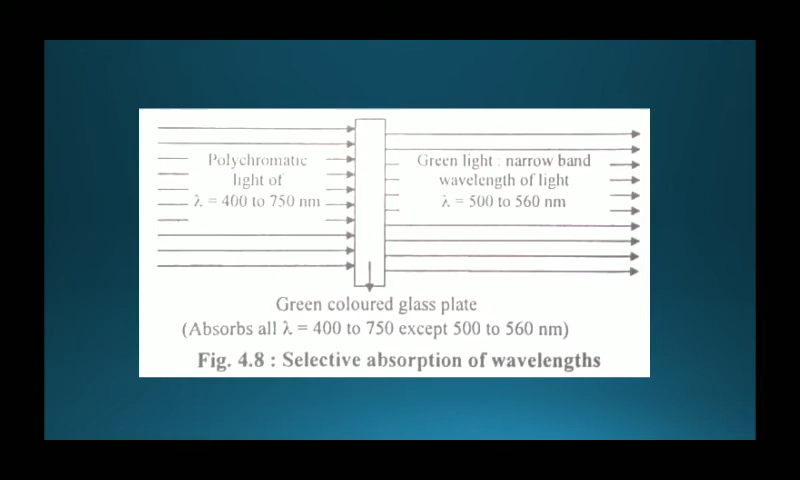 Polychromatic
light of
λ = 400 to 750 nm
Green light : narrow band
wavelength of light
λ = 500 to 560 nm
Green coloured glass plate
(Absorbs all λ = 400 to 750 except 500 to 560 nm)
Fig. 4.8 : Selective absorption of wavelengths